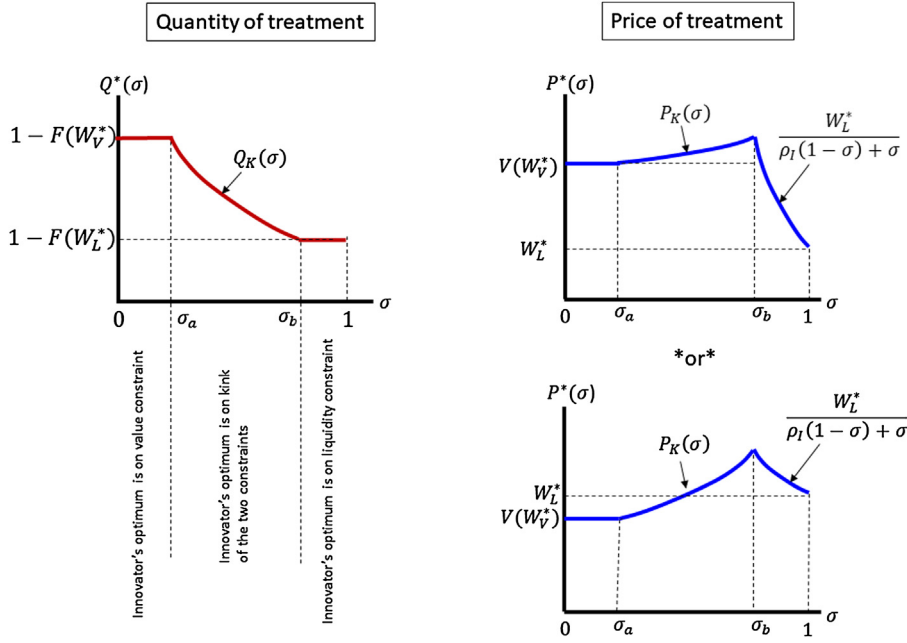 Quantity of treatment
Q*(σ)
1 − F(W_V^*)
Q_K(σ)
1 − F(W_L^*)
0
σ_a
σ_b
1
σ
Innovator's optimum is on value constraint
Innovator's optimum is on kink
of the two constraints
Innovator's optimum is on liquidity constraint
Price of treatment
P*(σ)
P_K(σ)
W_L^*
ρ_I(1 − σ) + σ
V(W_V^*)
W_L^*
0
σ_a
σ_b
1
σ
*or*
P*(σ)
P_K(σ)
W_L^*
ρ_I(1 − σ) + σ
W_L^*
V(W_V^*)
0
σ_a
σ_b
1
σ